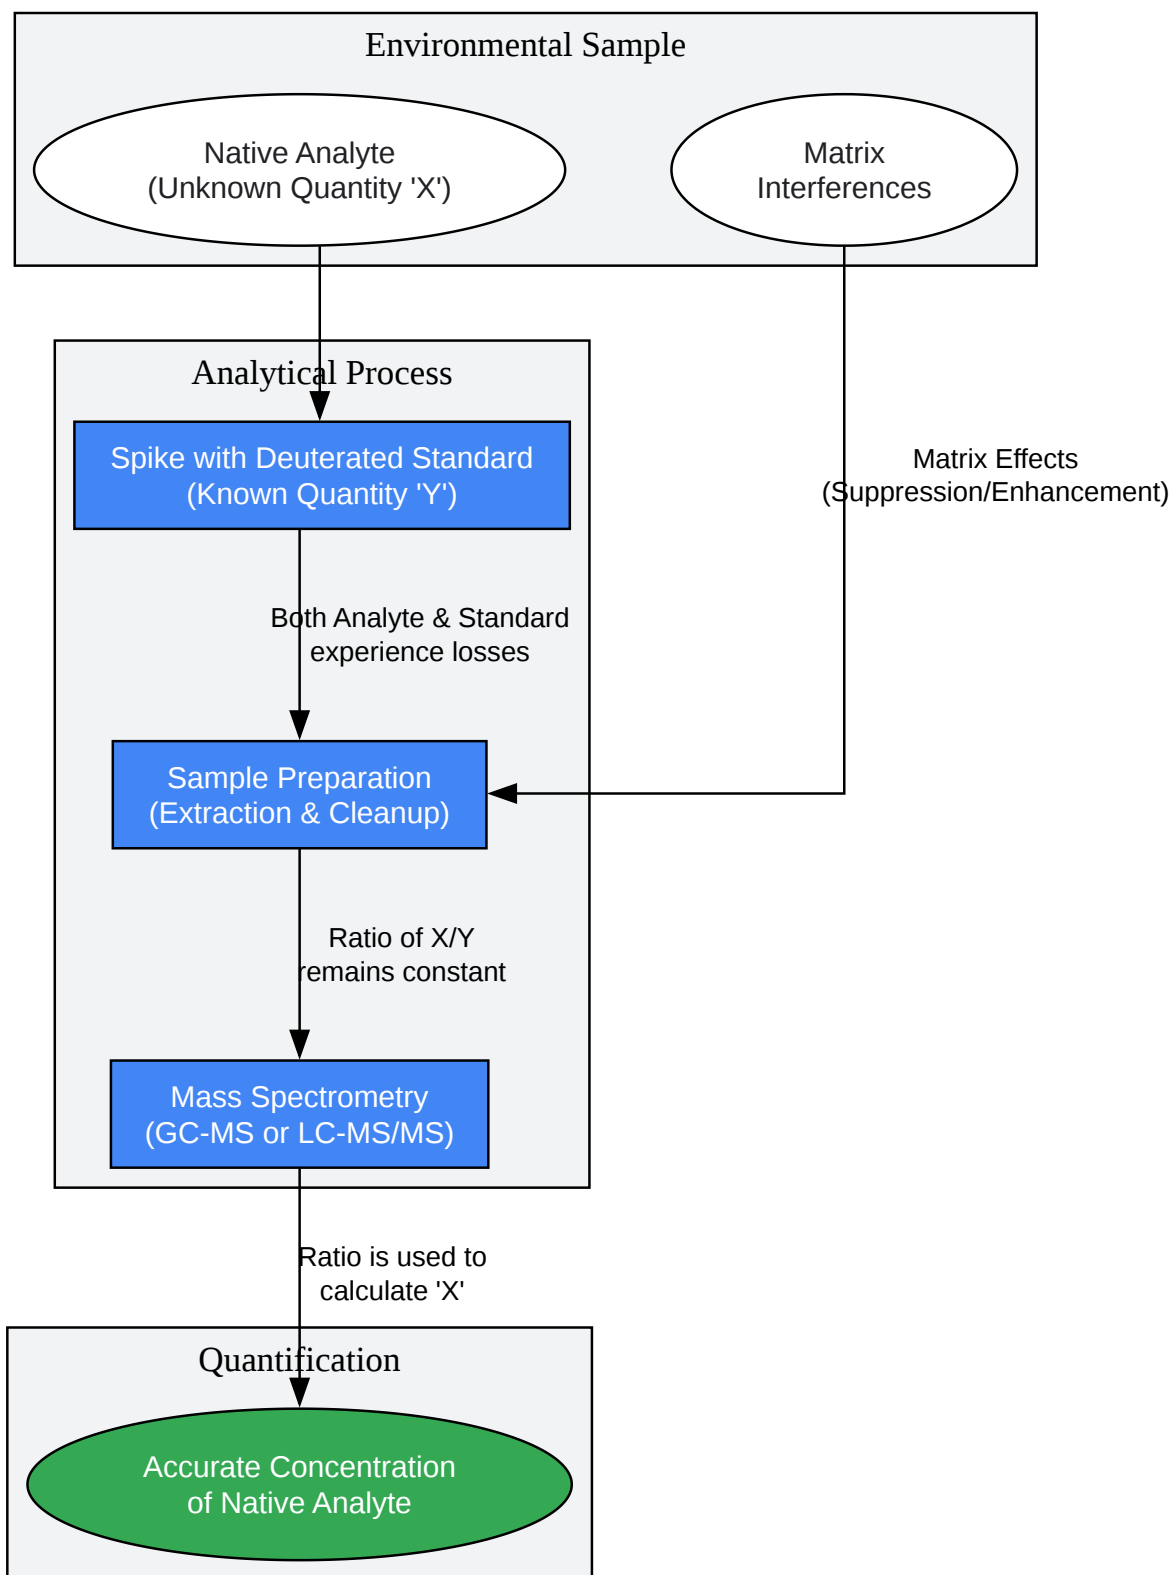 Environmental Sample
Native Analyte
(Unknown Quantity 'X')
Matrix
Interferences
Analytical Process
Spike with Deuterated Standard
(Known Quantity 'Y')
Matrix Effects
(Suppression/Enhancement)
Both Analyte & Standard
experience losses
Sample Preparation
(Extraction & Cleanup)
Ratio of X/Y
remains constant
Mass Spectrometry
(GC-MS or LC-MS/MS)
Ratio is used to
calculate 'X'
Quantification
Accurate Concentration
of Native Analyte